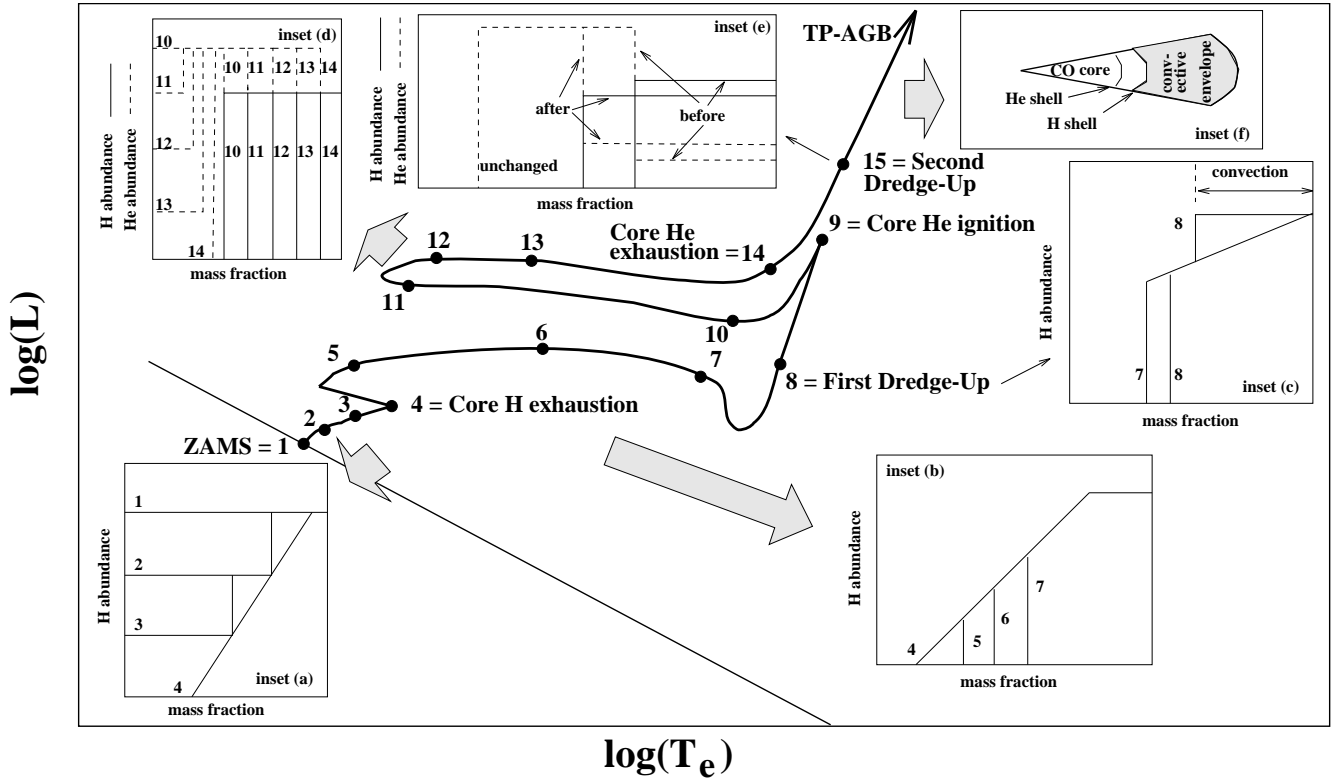 log(L)
log(Tₑ)
TP-AGB
15 = Second
Dredge-Up
9 = Core He ignition
Core He
exhaustion = 14
13
12
11
10
8 = First Dredge-Up
7
6
5
4 = Core H exhaustion
3
2
ZAMS = 1
inset (d)
10
11
12
13
14
10 11 12 13 14
10 11 12 13 14
H abundance
He abundance
mass fraction
inset (e)
after
before
unchanged
H abundance
He abundance
mass fraction
CO core
conv-
ective
envelope
He shell
H shell
inset (f)
convection
8
7 8
H abundance
inset (c)
mass fraction
inset (b)
4
5
6
7
H abundance
mass fraction
1
2
3
4
H abundance
inset (a)
mass fraction